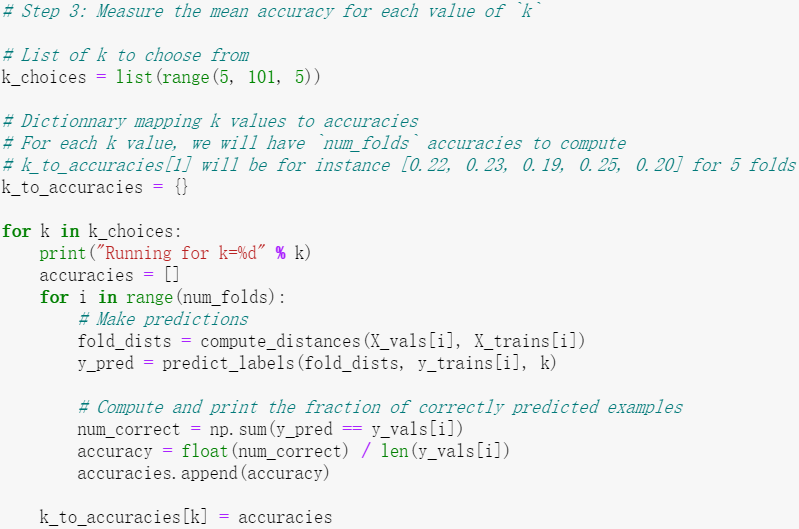 # Step 3: Measure the mean accuracy for each value of `k`
# List of k to choose from
k_choices = list(range(5, 101, 5))
# Dictionnary mapping k values to accuracies
# For each k value, we will have `num_folds` accuracies to compute
# k_to_accuracies[1] will be for instance [0.22, 0.23, 0.19, 0.25, 0.20] for 5 folds
k_to_accuracies = {}
for k in k_choices:
    print("Running for k=%d" % k)
    accuracies = []
    for i in range(num_folds):
        # Make predictions
        fold_dists = compute_distances(X_vals[i], X_trains[i])
        y_pred = predict_labels(fold_dists, y_trains[i], k)
        # Compute and print the fraction of correctly predicted examples
        num_correct = np.sum(y_pred == y_vals[i])
        accuracy = float(num_correct) / len(y_vals[i])
        accuracies.append(accuracy)
    k_to_accuracies[k] = accuracies